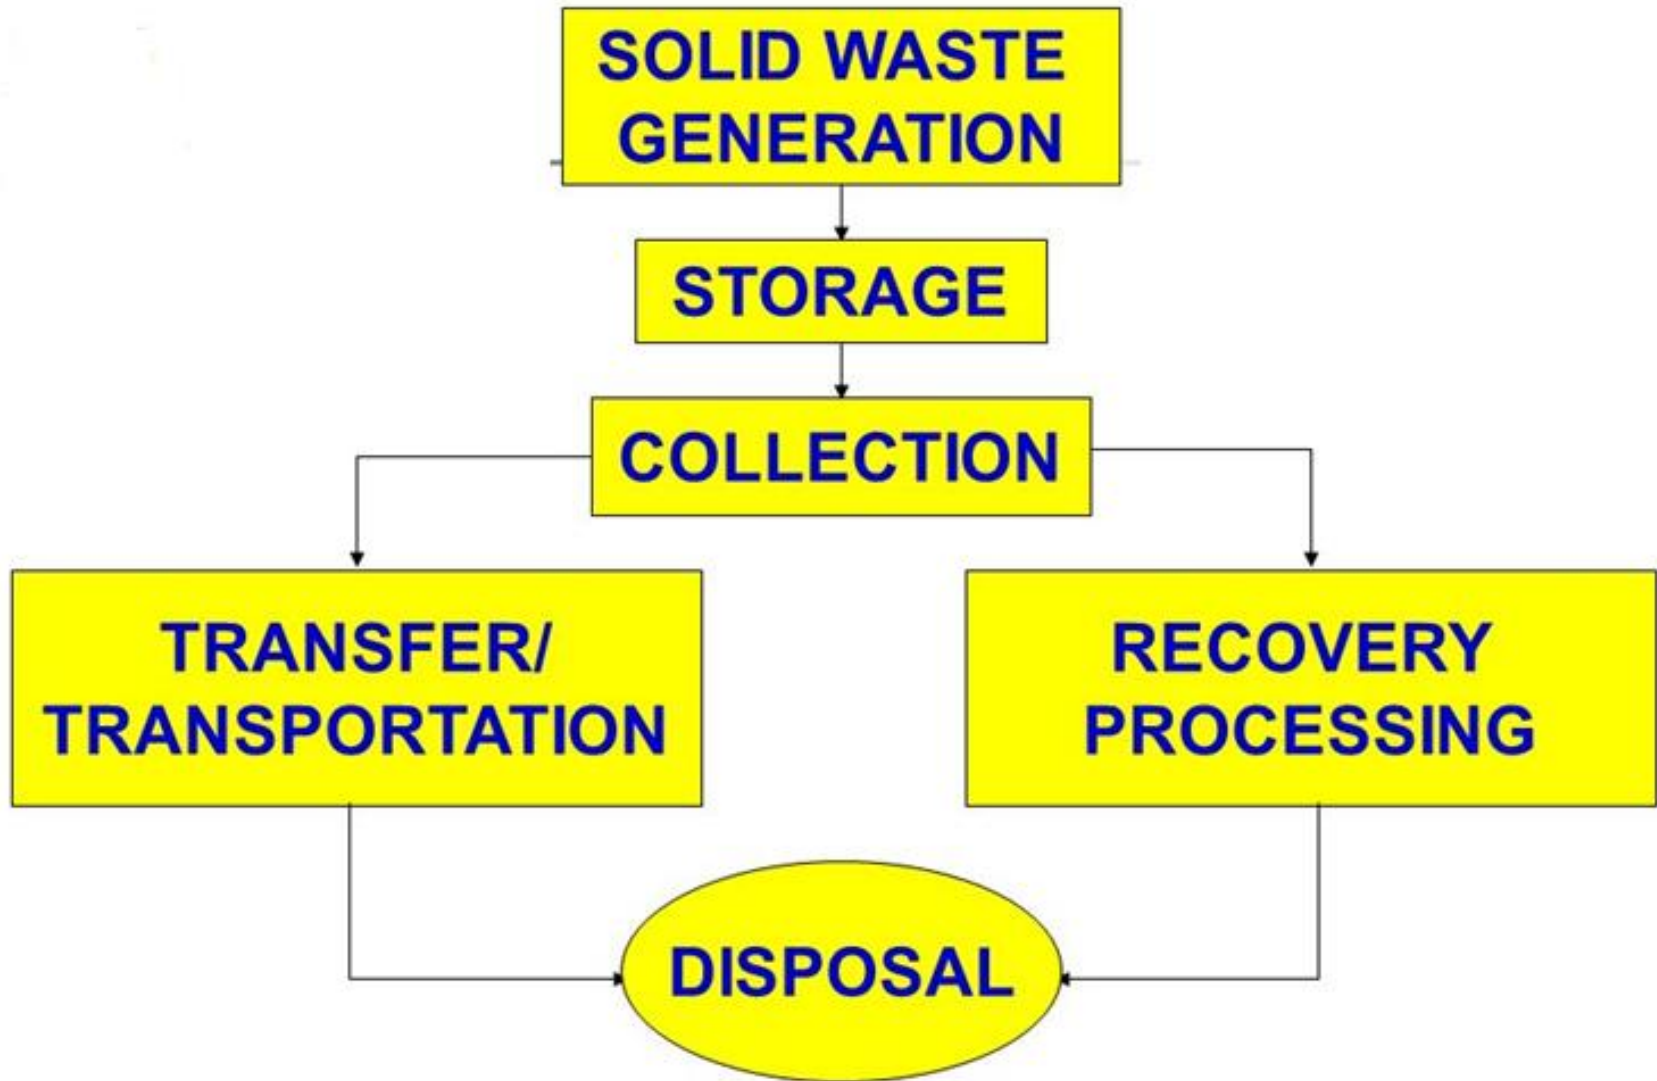 SOLID WASTE
GENERATION
STORAGE
COLLECTION
TRANSFER/
TRANSPORTATION
RECOVERY
PROCESSING
DISPOSAL